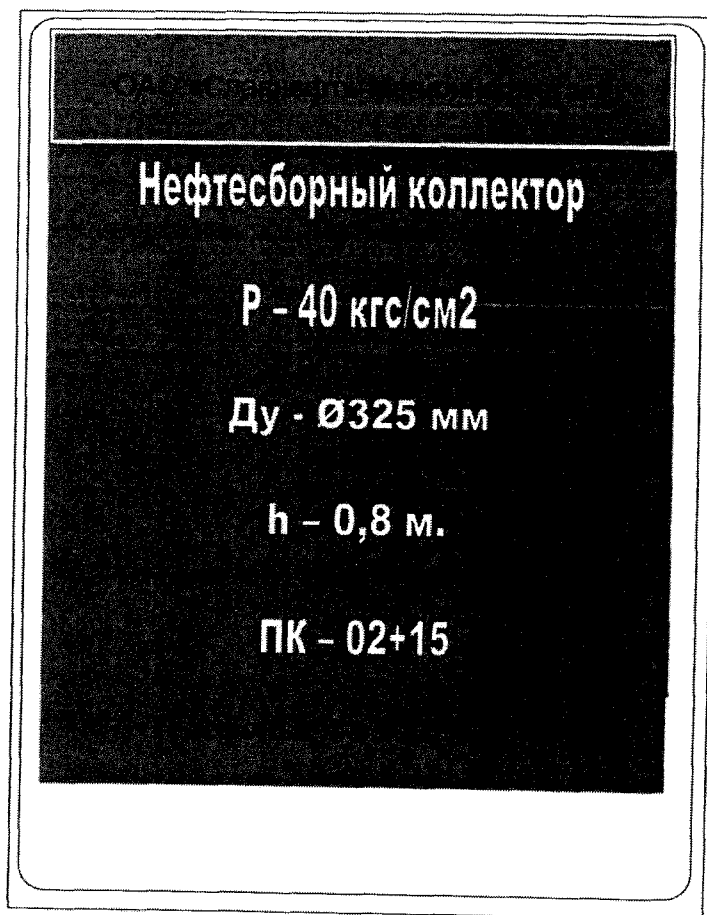 Нефтесборный коллектор
Р – 40 кгс/см2
Ду - Ø325 мм
h – 0,8 м.
ПК – 02+15